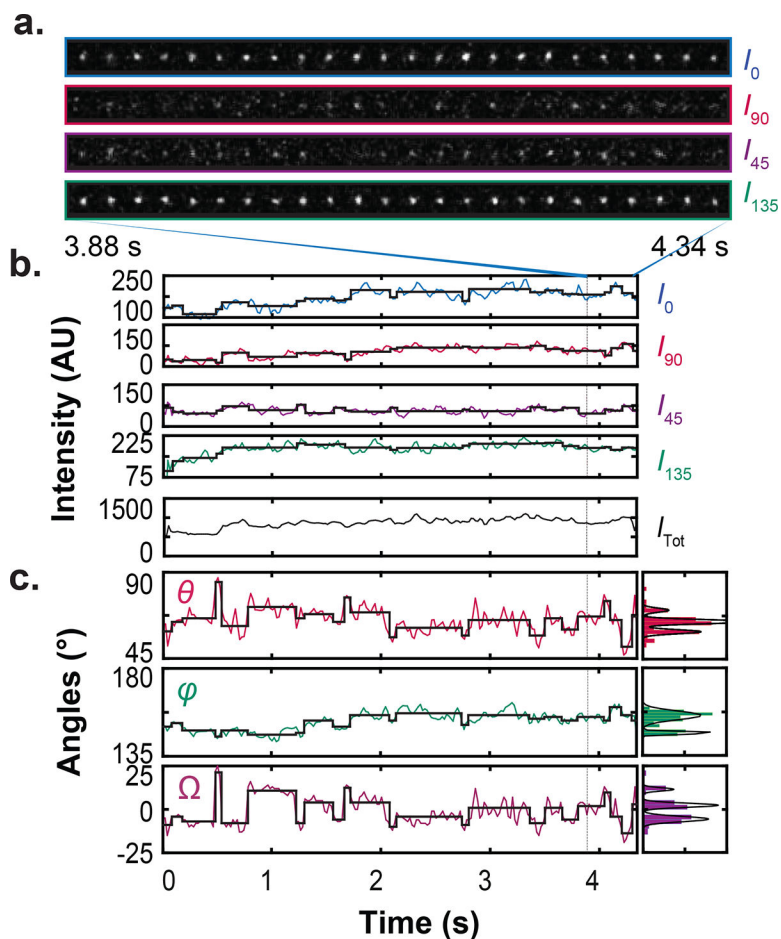 a.
I0
I90
I45
I135
3.88 s
4.34 s
b.
250
100
I0
150
0
I90
150
0
I45
225
75
I135
1500
0
ITot
Intensity (AU)
c.
90
45
θ
180
135
φ
25
0
-25
Ω
Angles (°)
0 1 2 3 4
Time (s)